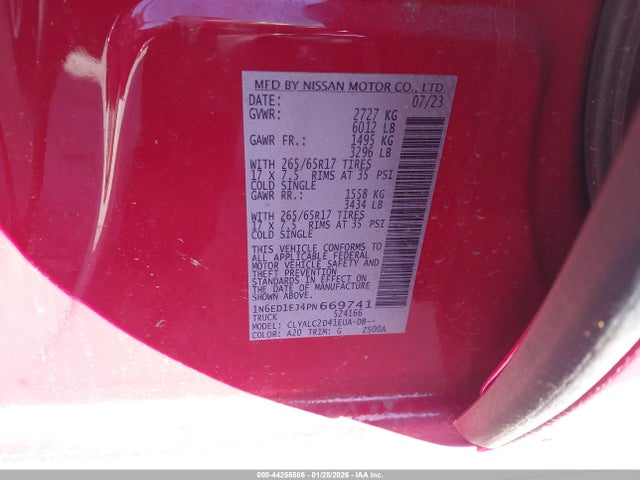 MFD BY NISSAN MOTOR CO., LTD
DATE: 07/23
GVWR: 2727 KG
6012 LB
GAWR FR.: 1495 KG
3296 LB
WITH 265/65R17 TIRES
17 X 7.5 RIMS AT 35 PSI
COLD SINGLE
GAWR RR.: 1558 KG
3434 LB
WITH 265/65R17 TIRES
17 X 7.5 RIMS AT 35 PSI
COLD SINGLE
THIS VEHICLE CONFORMS TO
ALL APPLICABLE FEDERAL
MOTOR VEHICLE SAFETY AND
THEFT PREVENTION
STANDARDS IN EFFECT ON
THE DATE OF MANUFACTURE
SHOWN ABOVE.
1N6ED1EJ4PN669741
TRUCK S24166
MODEL: CLYALC2D41EUA-D8--
COLOR: A20 TRIM: G 2500A
000-44258586 - 01/28/2026 - IAA Inc.